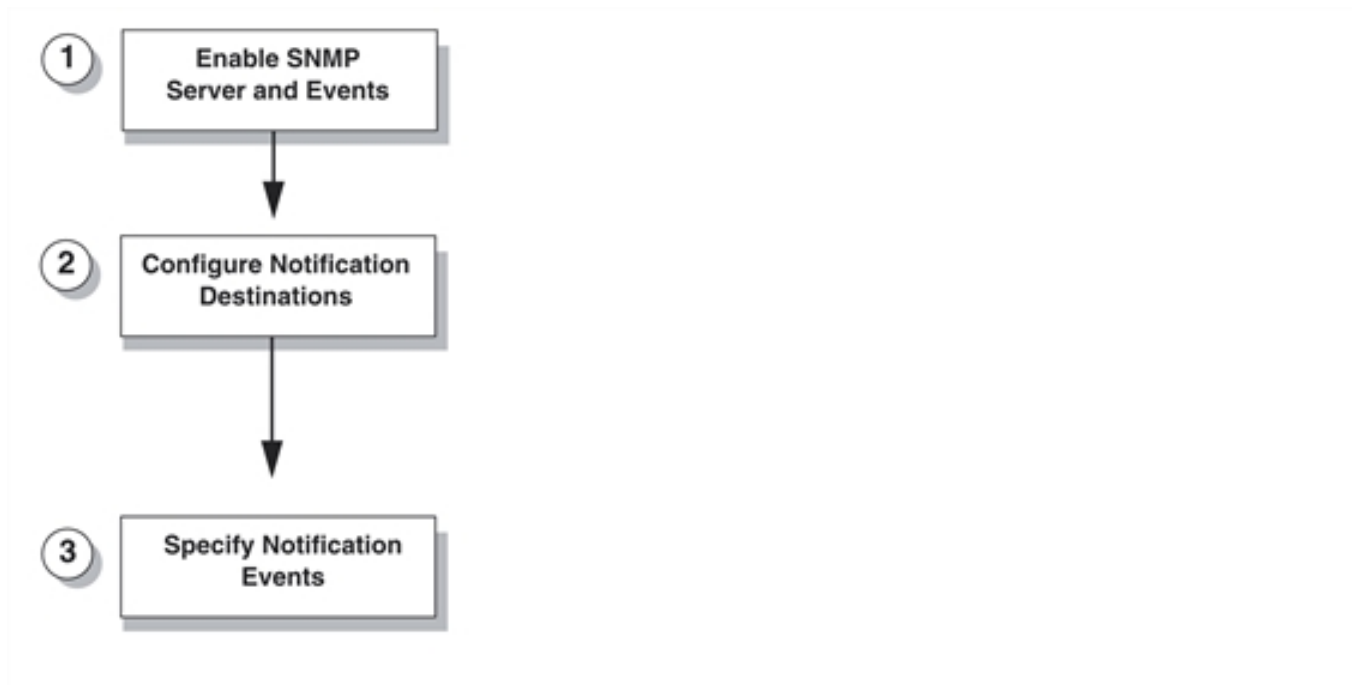 1
Enable SNMP
Server and Events
2
Configure Notification
Destinations
3
Specify Notification
Events